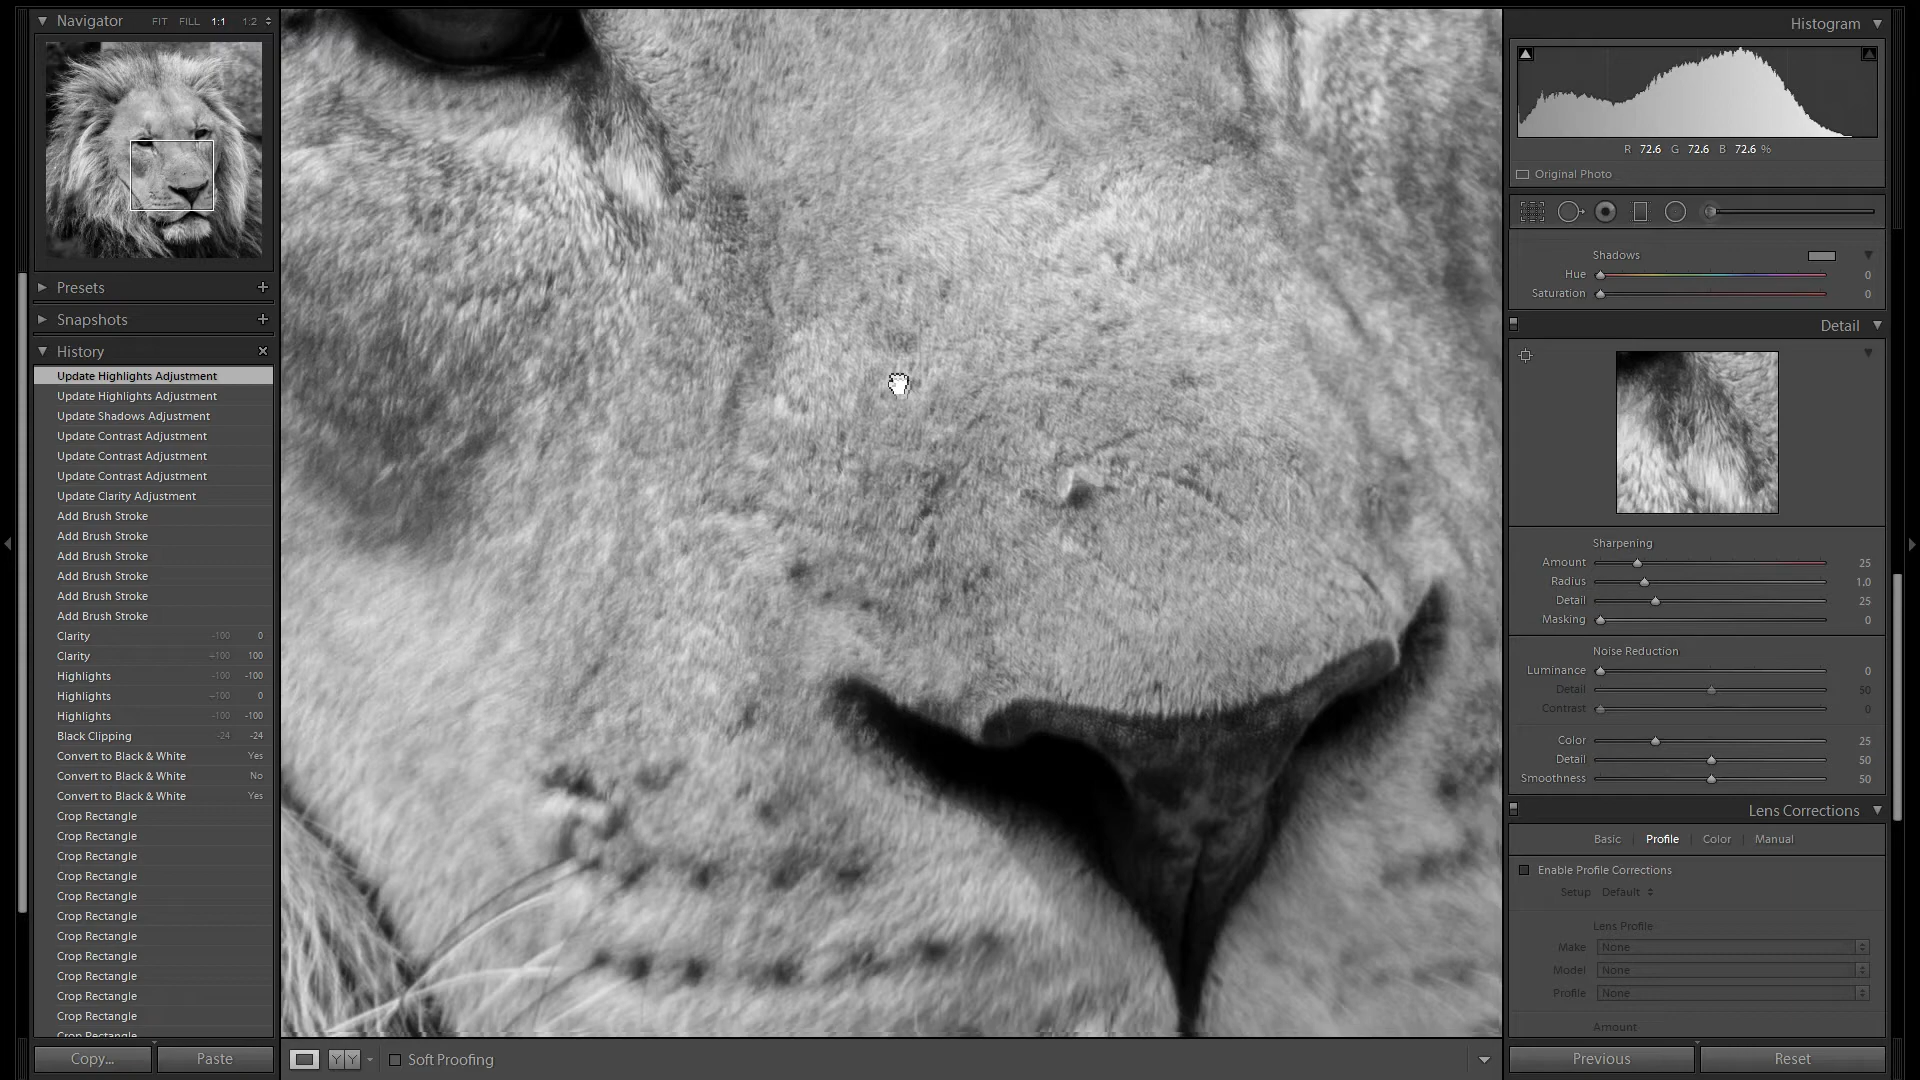 Navigator FIT FILL 1:1 1:2
Presets
Snapshots
History
Update Highlights Adjustment
Update Highlights Adjustment
Update Shadows Adjustment
Update Contrast Adjustment
Update Contrast Adjustment
Update Contrast Adjustment
Update Clarity Adjustment
Add Brush Stroke
Add Brush Stroke
Add Brush Stroke
Add Brush Stroke
Add Brush Stroke
Add Brush Stroke
Clarity -100 0
Clarity +100 100
Highlights -100 -100
Highlights +100 0
Highlights -100 -100
Black Clipping -24 -24
Convert to Black & White Yes
Convert to Black & White No
Convert to Black & White Yes
Crop Rectangle
Crop Rectangle
Crop Rectangle
Crop Rectangle
Crop Rectangle
Crop Rectangle
Crop Rectangle
Crop Rectangle
Crop Rectangle
Crop Rectangle
Crop Rectangle
Crop Rectangle
Copy... Paste
Soft Proofing
Histogram
R 72.6 G 72.6 B 72.6 %
Original Photo
Shadows
Hue 0
Saturation 0
Detail
Sharpening
Amount 25
Radius 1.0
Detail 25
Masking 0
Noise Reduction
Luminance 0
Detail 50
Contrast 0
Color 25
Detail 50
Smoothness 50
Lens Corrections
Basic Profile Color Manual
Enable Profile Corrections
Setup Default
Lens Profile
Make None
Model None
Profile None
Amount
Previous Reset